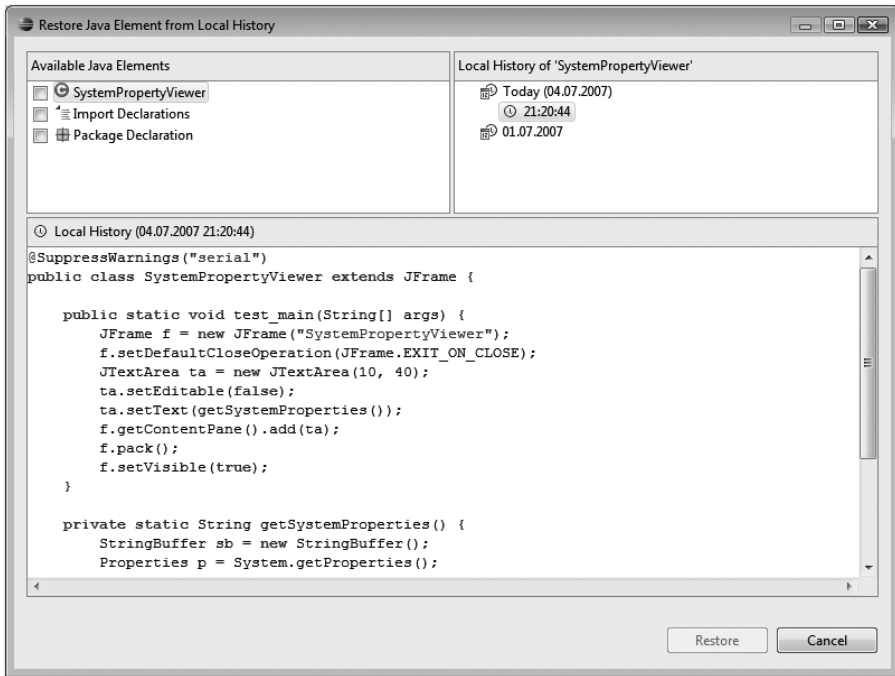 Restore Java Element from Local History
Available Java Elements
SystemPropertyViewer
Import Declarations
Package Declaration
Local History of 'SystemPropertyViewer'
Today (04.07.2007)
21:20:44
01.07.2007
Local History (04.07.2007 21:20:44)
@SuppressWarnings("serial")
public class SystemPropertyViewer extends JFrame {
public static void test_main(String[] args) {
JFrame f = new JFrame("SystemPropertyViewer");
f.setDefaultCloseOperation(JFrame.EXIT_ON_CLOSE);
JTextArea ta = new JTextArea(10, 40);
ta.setEditable(false);
ta.setText(getSystemProperties());
f.getContentPane().add(ta);
f.pack();
f.setVisible(true);
}
private static String getSystemProperties() {
StringBuffer sb = new StringBuffer();
Properties p = System.getProperties();
Restore
Cancel